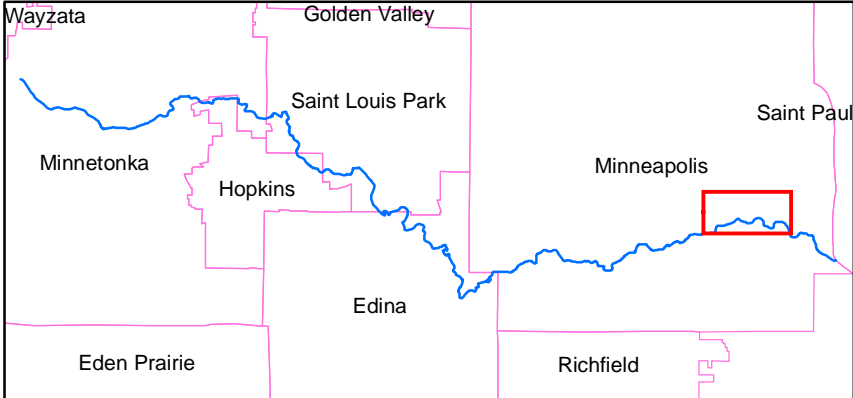 Wayzata
Golden Valley
Saint Louis Park
Saint Paul
Minnetonka
Minneapolis
Hopkins
Edina
Eden Prairie
Richfield